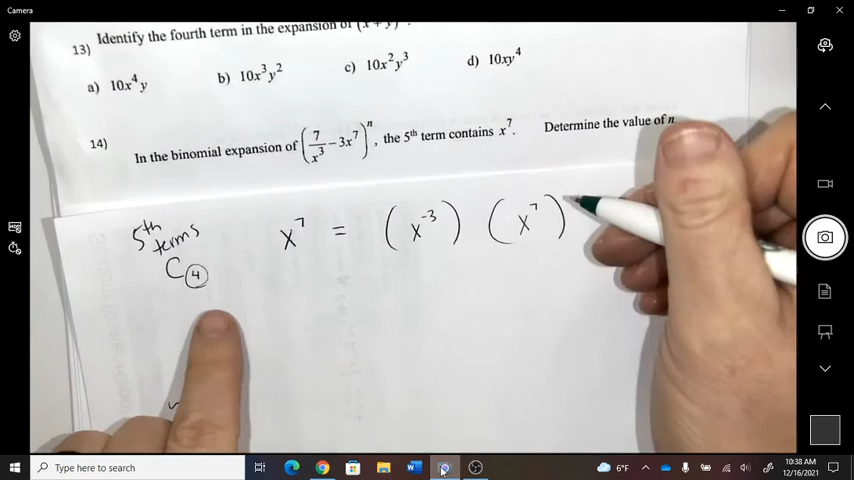 Camera
13) Identify the fourth term in the expansion of (x + y)
a) 10x⁴y b) 10x³y² c) 10x²y³ d) 10xy⁴
14) In the binomial expansion of (7/x³ − 3x⁷)ⁿ, the 5th term contains x⁷. Determine the value of n.
5th terms
C₄
x⁷ = (x⁻³) (x⁷)
Type here to search
6°F
10:38 AM
12/16/2021